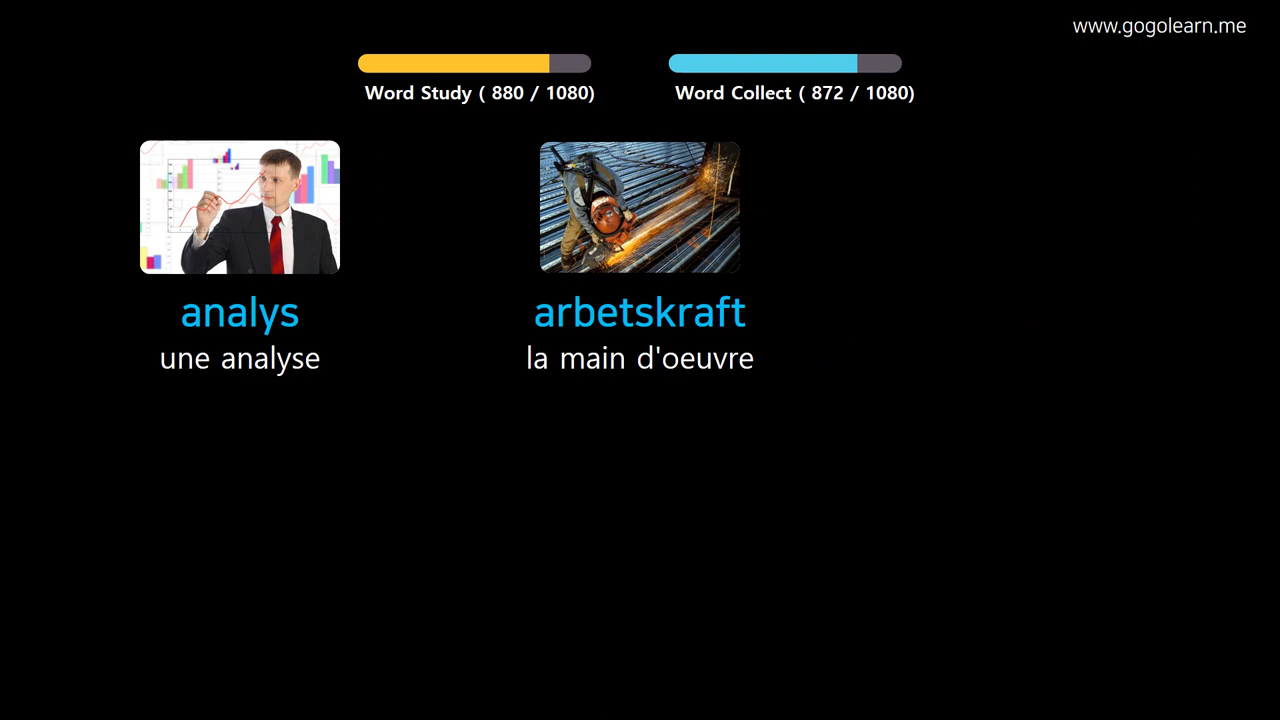 www.gogolearn.me
Word Study ( 880 / 1080)
Word Collect ( 872 / 1080)
analys
arbetskraft
une analyse
la main d'oeuvre